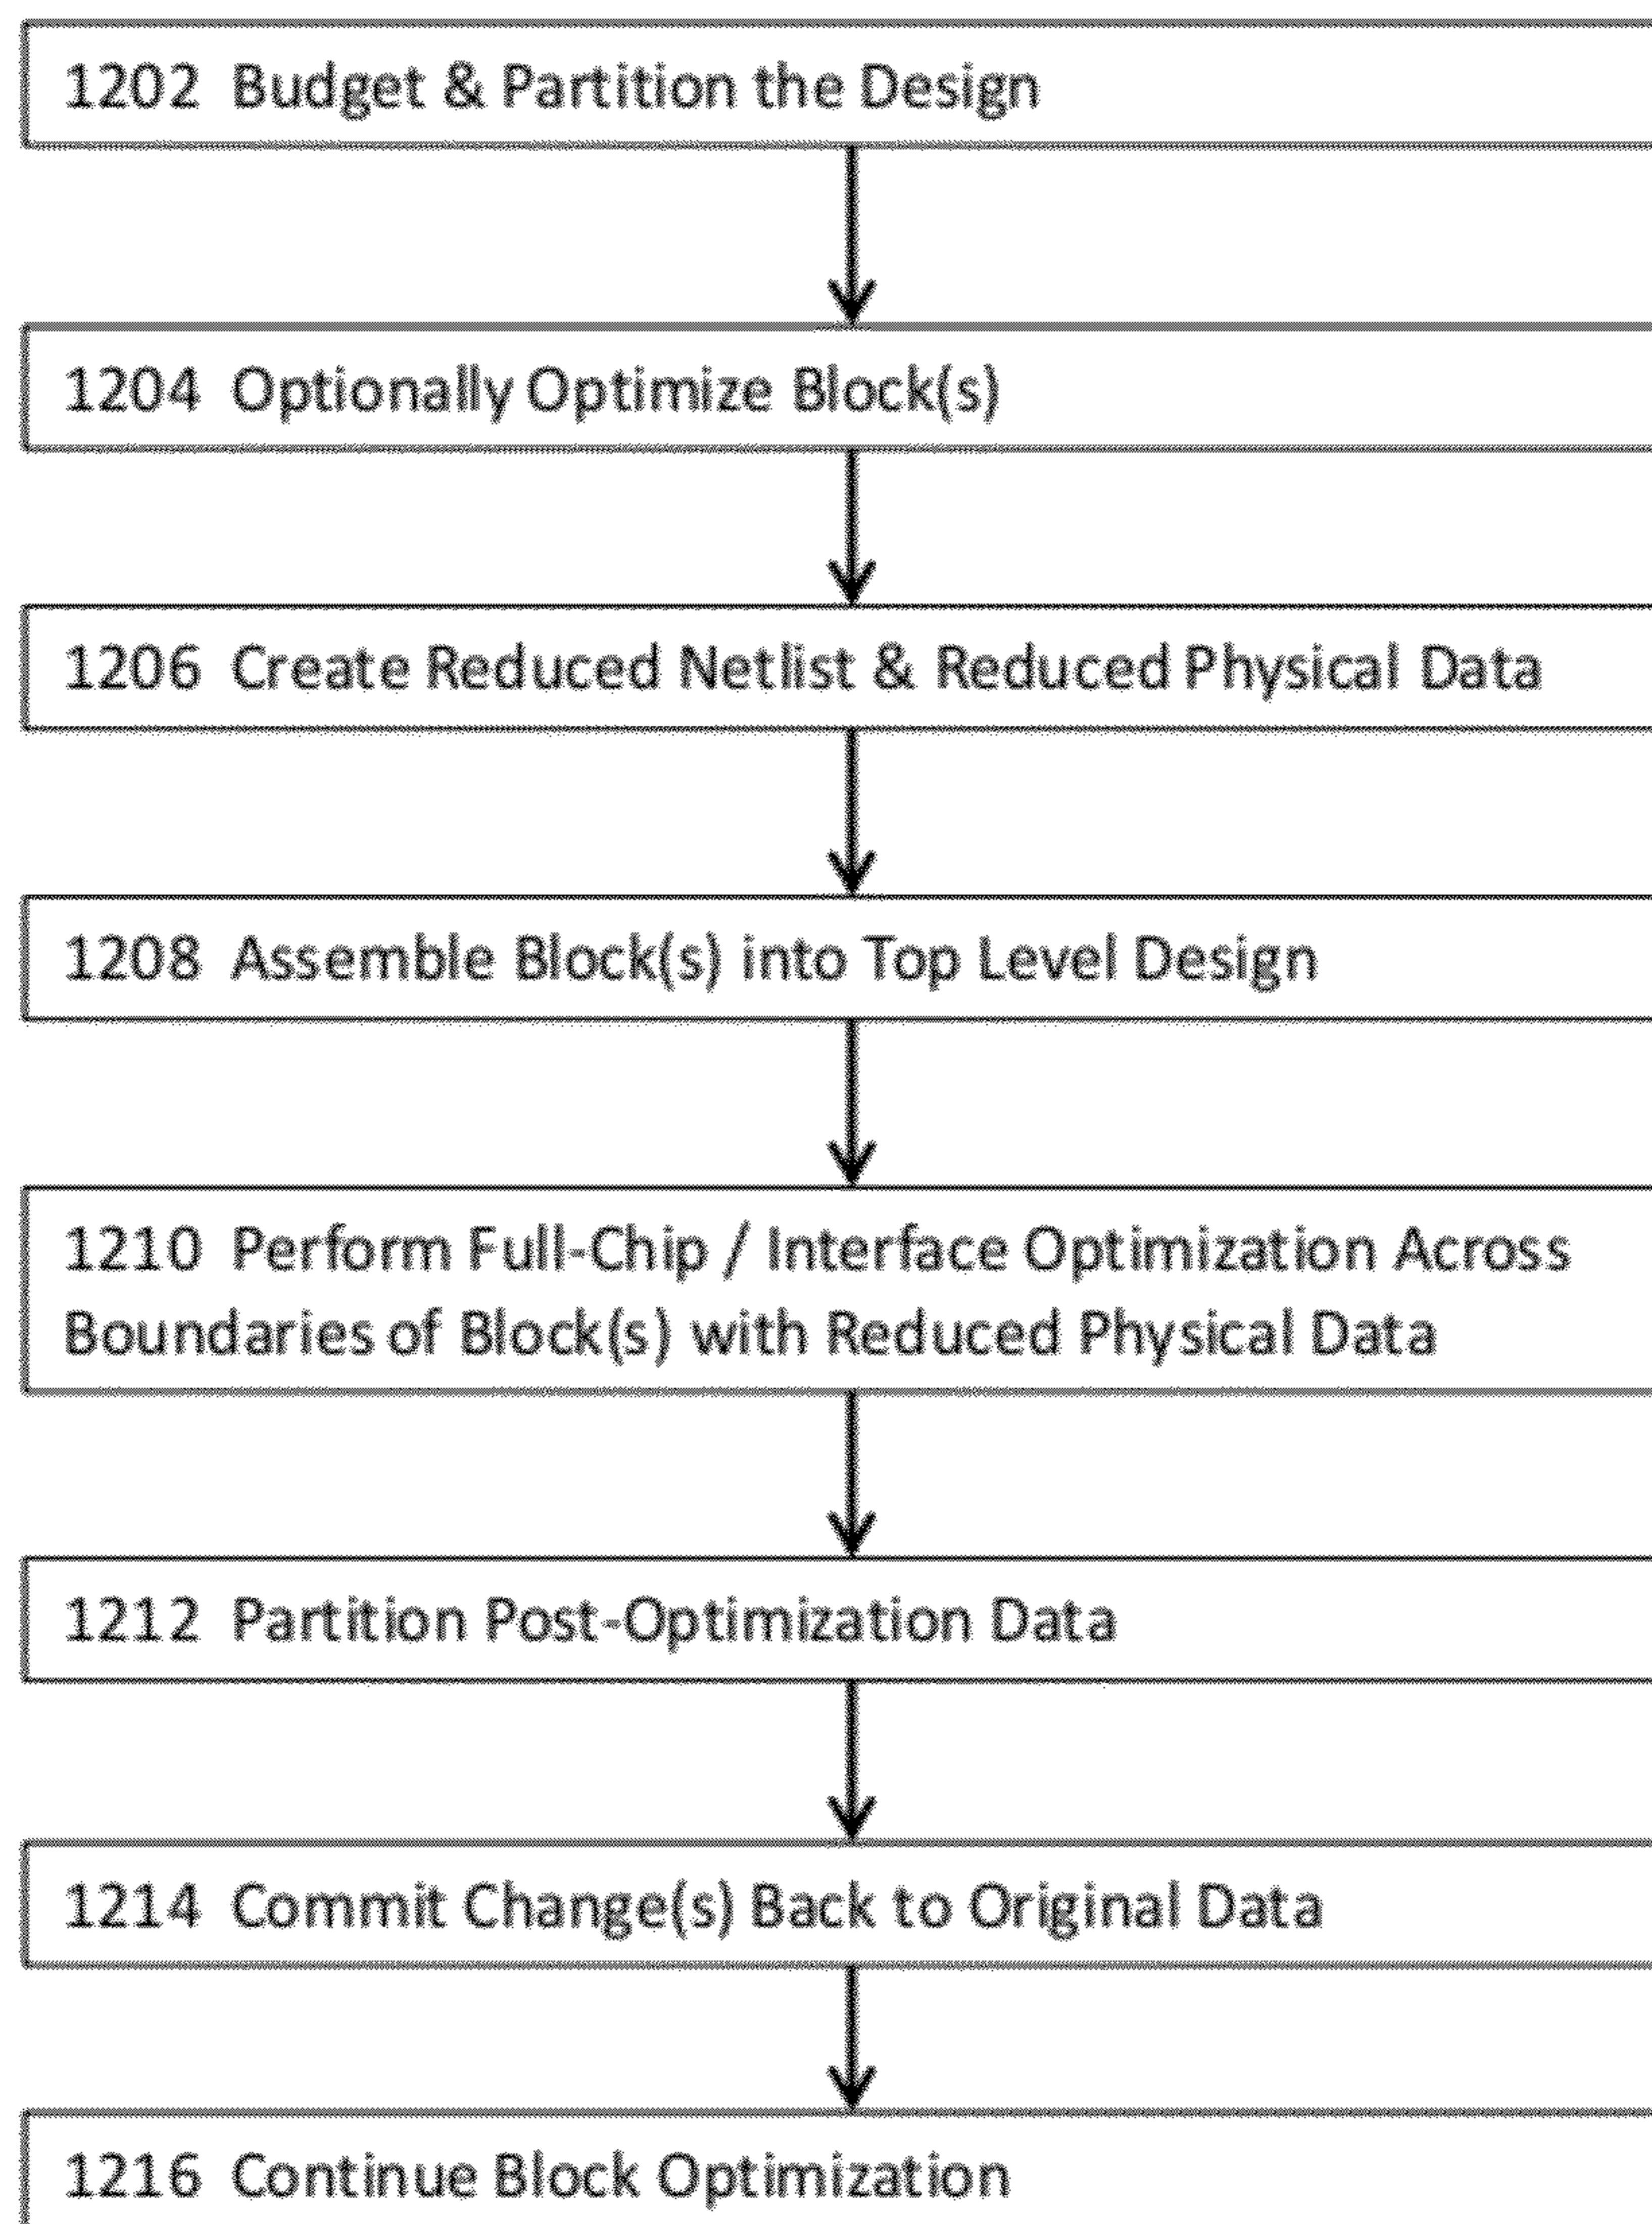 1202 Budget & Partition the Design
1204 Optionally Optimize Block(s)
1206 Create Reduced Netlist & Reduced Physical Data
1208 Assemble Block(s) into Top Level Design
1210 Perform Full-Chip / Interface Optimization Across
Boundaries of Block(s) with Reduced Physical Data
1212 Partition Post-Optimization Data
1214 Commit Change(s) Back to Original Data
1216 Continue Block Optimization